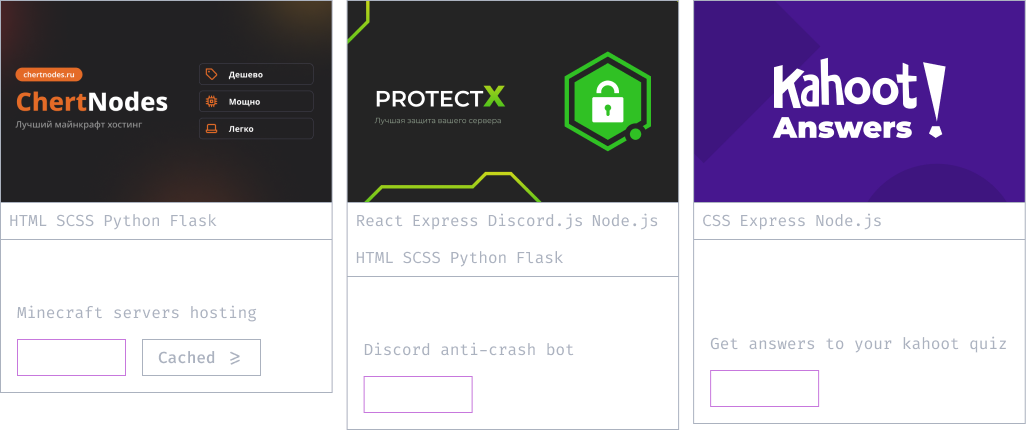 chertnodes.ru
ChertNodes
Лучший майнкрафт хостинг
Дешево
Мощно
Легко
HTML SCSS Python Flask
Minecraft servers hosting
Cached ≥
PROTECTX
Лучшая защита вашего сервера
React Express Discord.js Node.js
HTML SCSS Python Flask
Discord anti-crash bot
Kahoot!
Answers
CSS Express Node.js
Get answers to your kahoot quiz